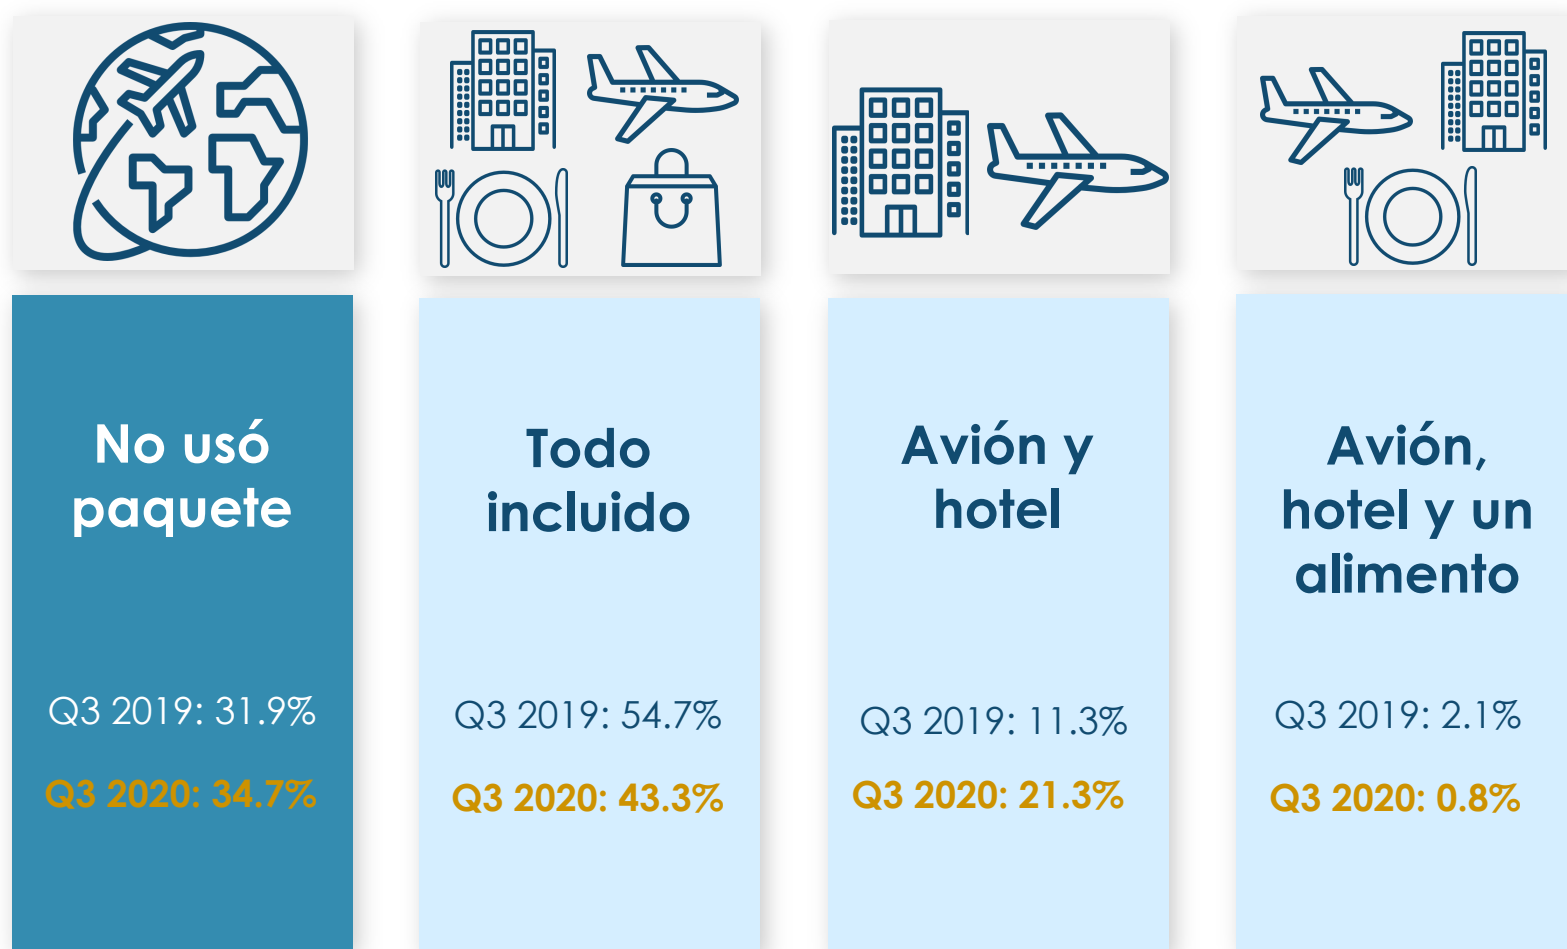 No usó
paquete
Q3 2019: 31.9%
Q3 2020: 34.7%
Todo
incluido
Q3 2019: 54.7%
Q3 2020: 43.3%
Avión y
hotel
Q3 2019: 11.3%
Q3 2020: 21.3%
Avión,
hotel y un
alimento
Q3 2019: 2.1%
Q3 2020: 0.8%